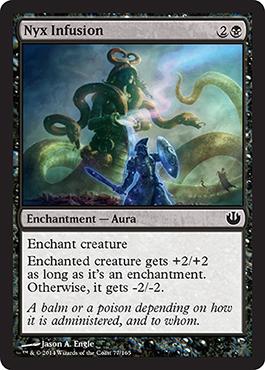 Nyx Infusion 2
Enchantment — Aura
Enchant creature
Enchanted creature gets +2/+2
as long as it's an enchantment.
Otherwise, it gets -2/-2.
A balm or a poison depending on how
it is administered, and to whom.
Jason A. Engle
™ & © 2014 Wizards of the Coast 77/165